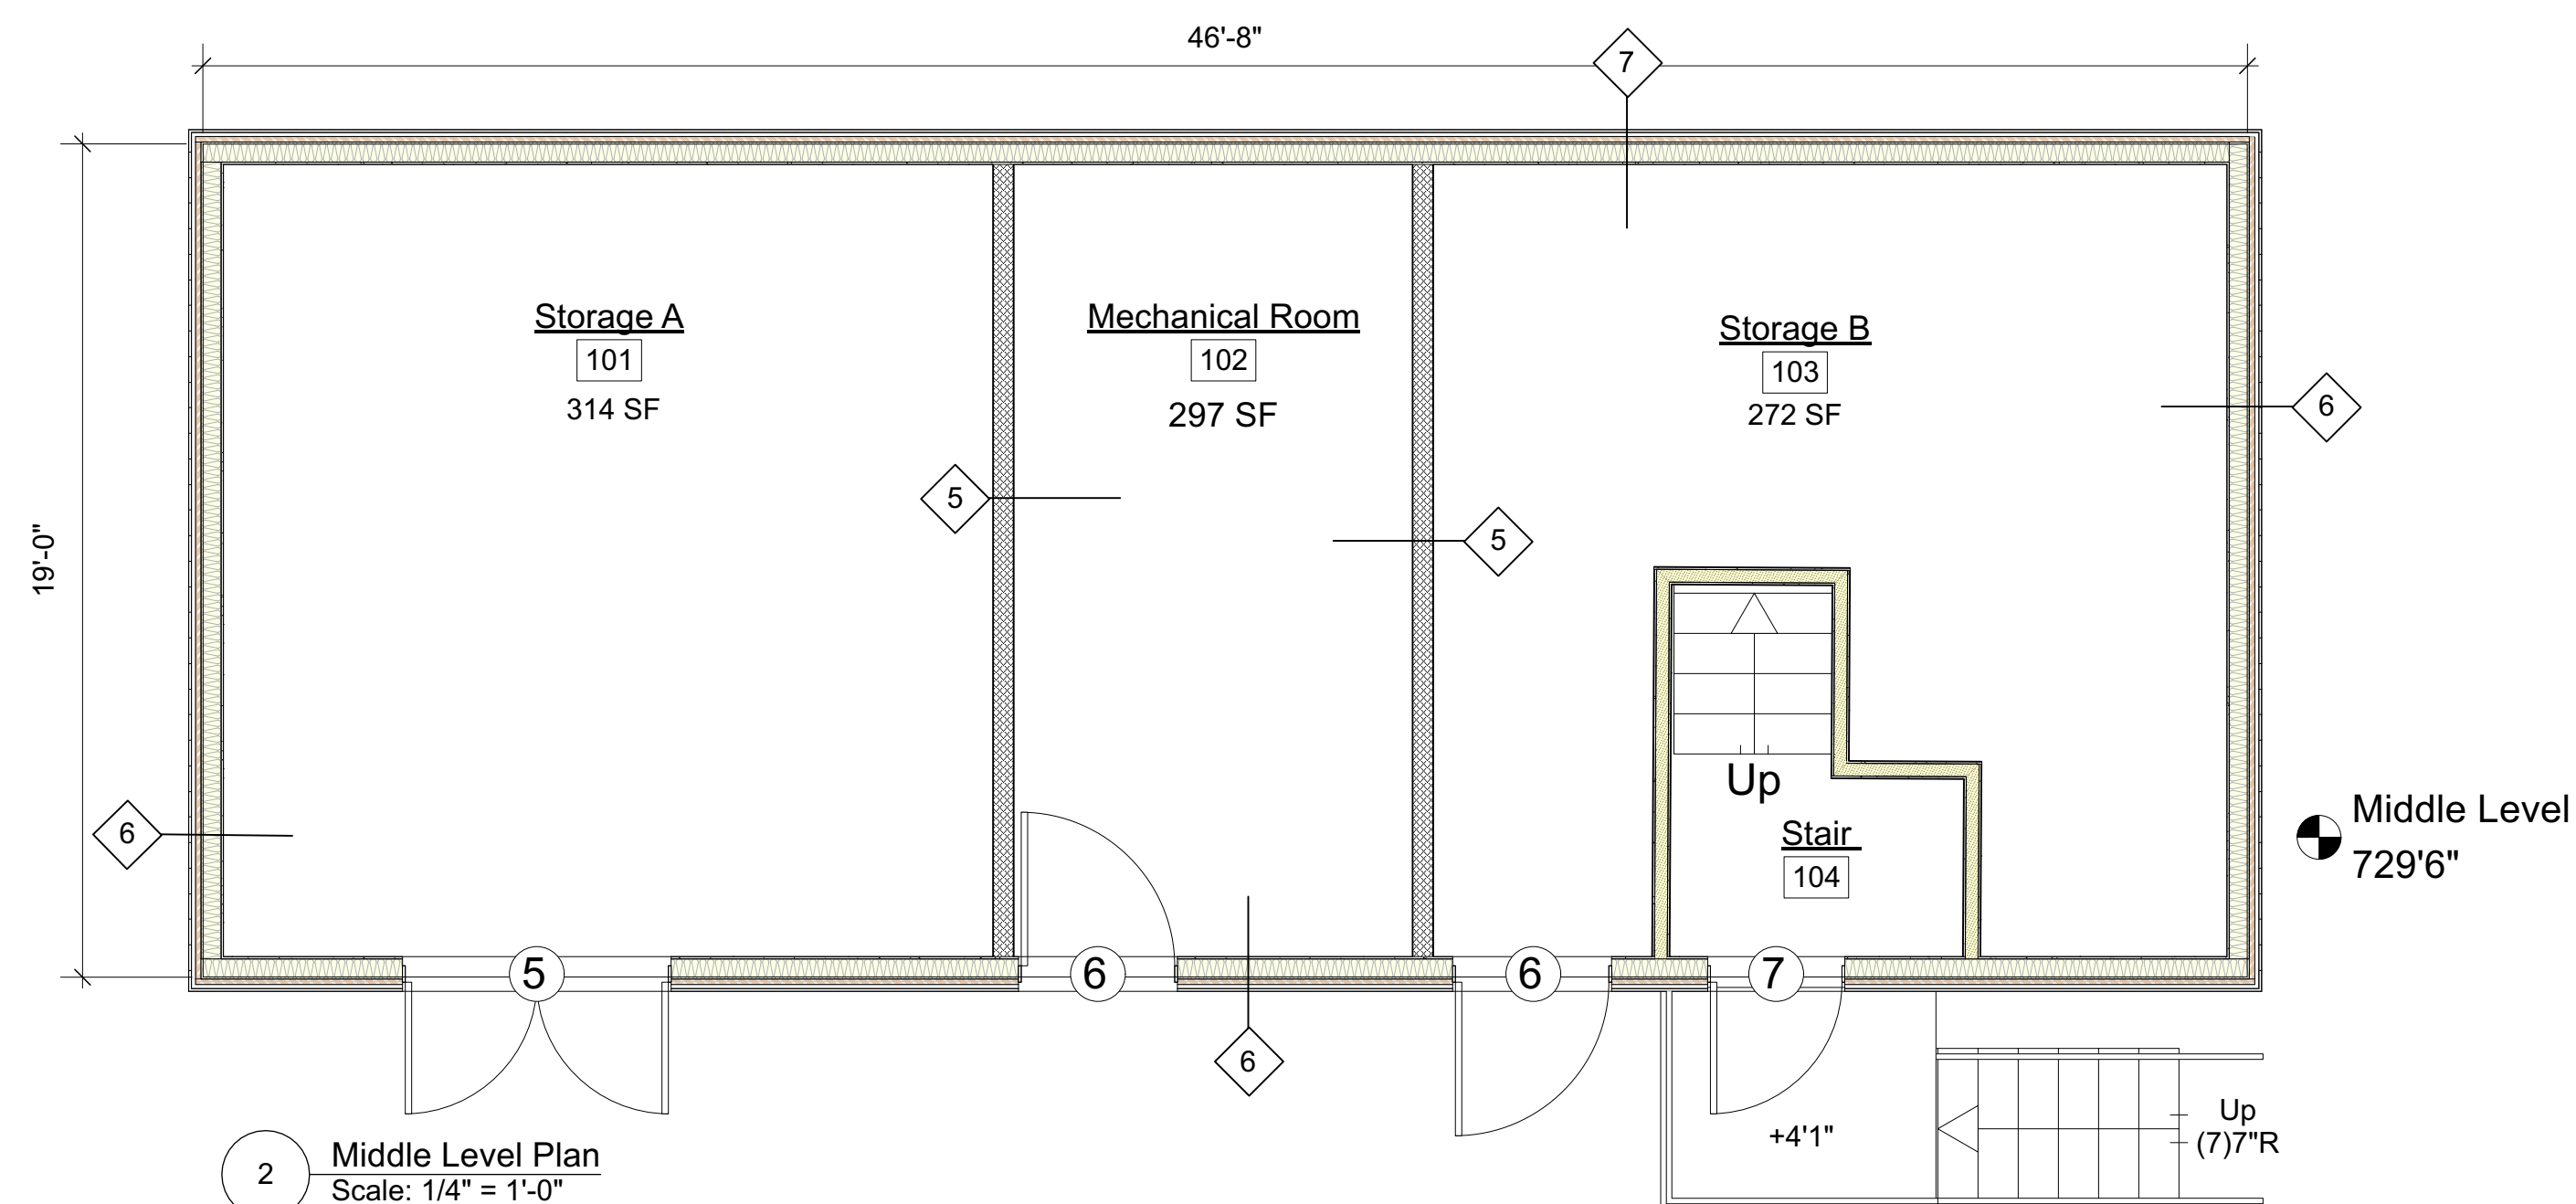 46'-8"
7
19'-0"
Storage A
101
314 SF
Mechanical Room
102
297 SF
Storage B
103
272 SF
6
5
5
Up
Stair
104
6
Middle Level
729'6"
5
6
6
7
6
+4'1"
Up
(7)7"R
2
Middle Level Plan
Scale: 1/4" = 1'-0"